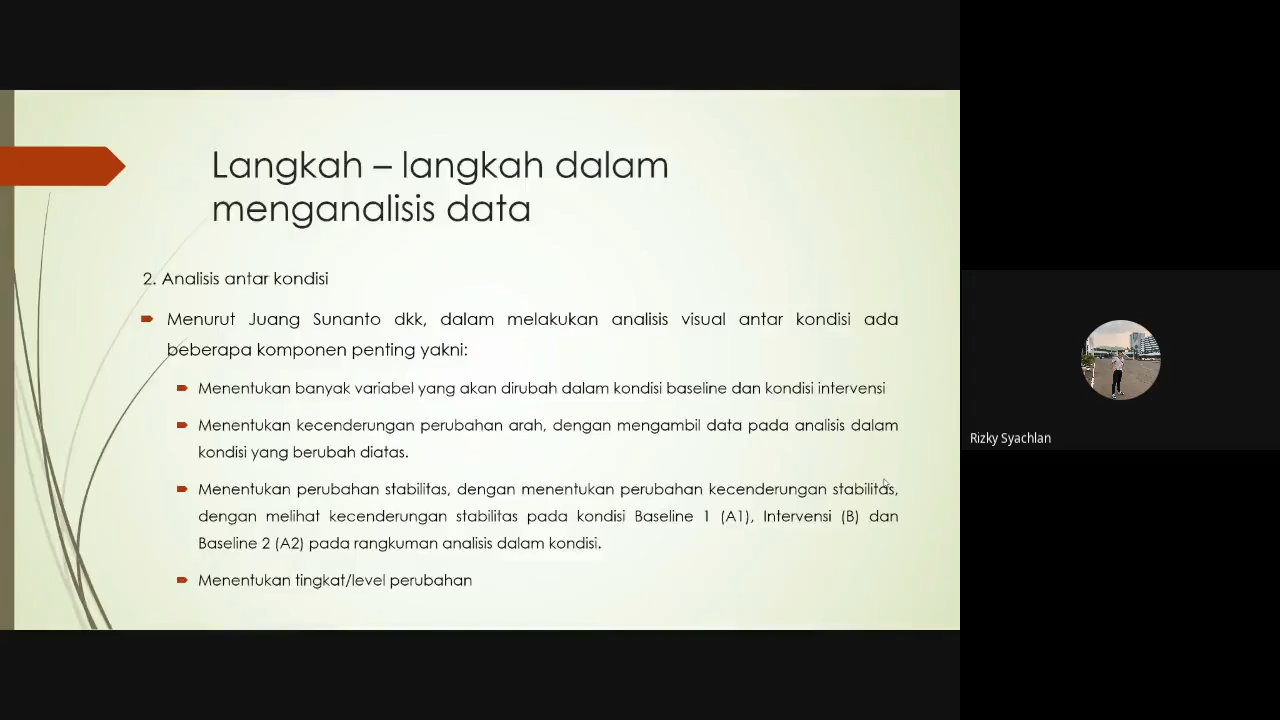 Langkah – langkah dalam
menganalisis data
2. Analisis antar kondisi
Menurut Juang Sunanto dkk, dalam melakukan analisis visual antar kondisi ada
beberapa komponen penting yakni:
Menentukan banyak variabel yang akan dirubah dalam kondisi baseline dan kondisi intervensi
Menentukan kecenderungan perubahan arah, dengan mengambil data pada analisis dalam
kondisi yang berubah diatas.
Menentukan perubahan stabilitas, dengan menentukan perubahan kecenderungan stabilitas,
dengan melihat kecenderungan stabilitas pada kondisi Baseline 1 (A1), Intervensi (B) dan
Baseline 2 (A2) pada rangkuman analisis dalam kondisi.
Menentukan tingkat/level perubahan
Rizky Syachlan